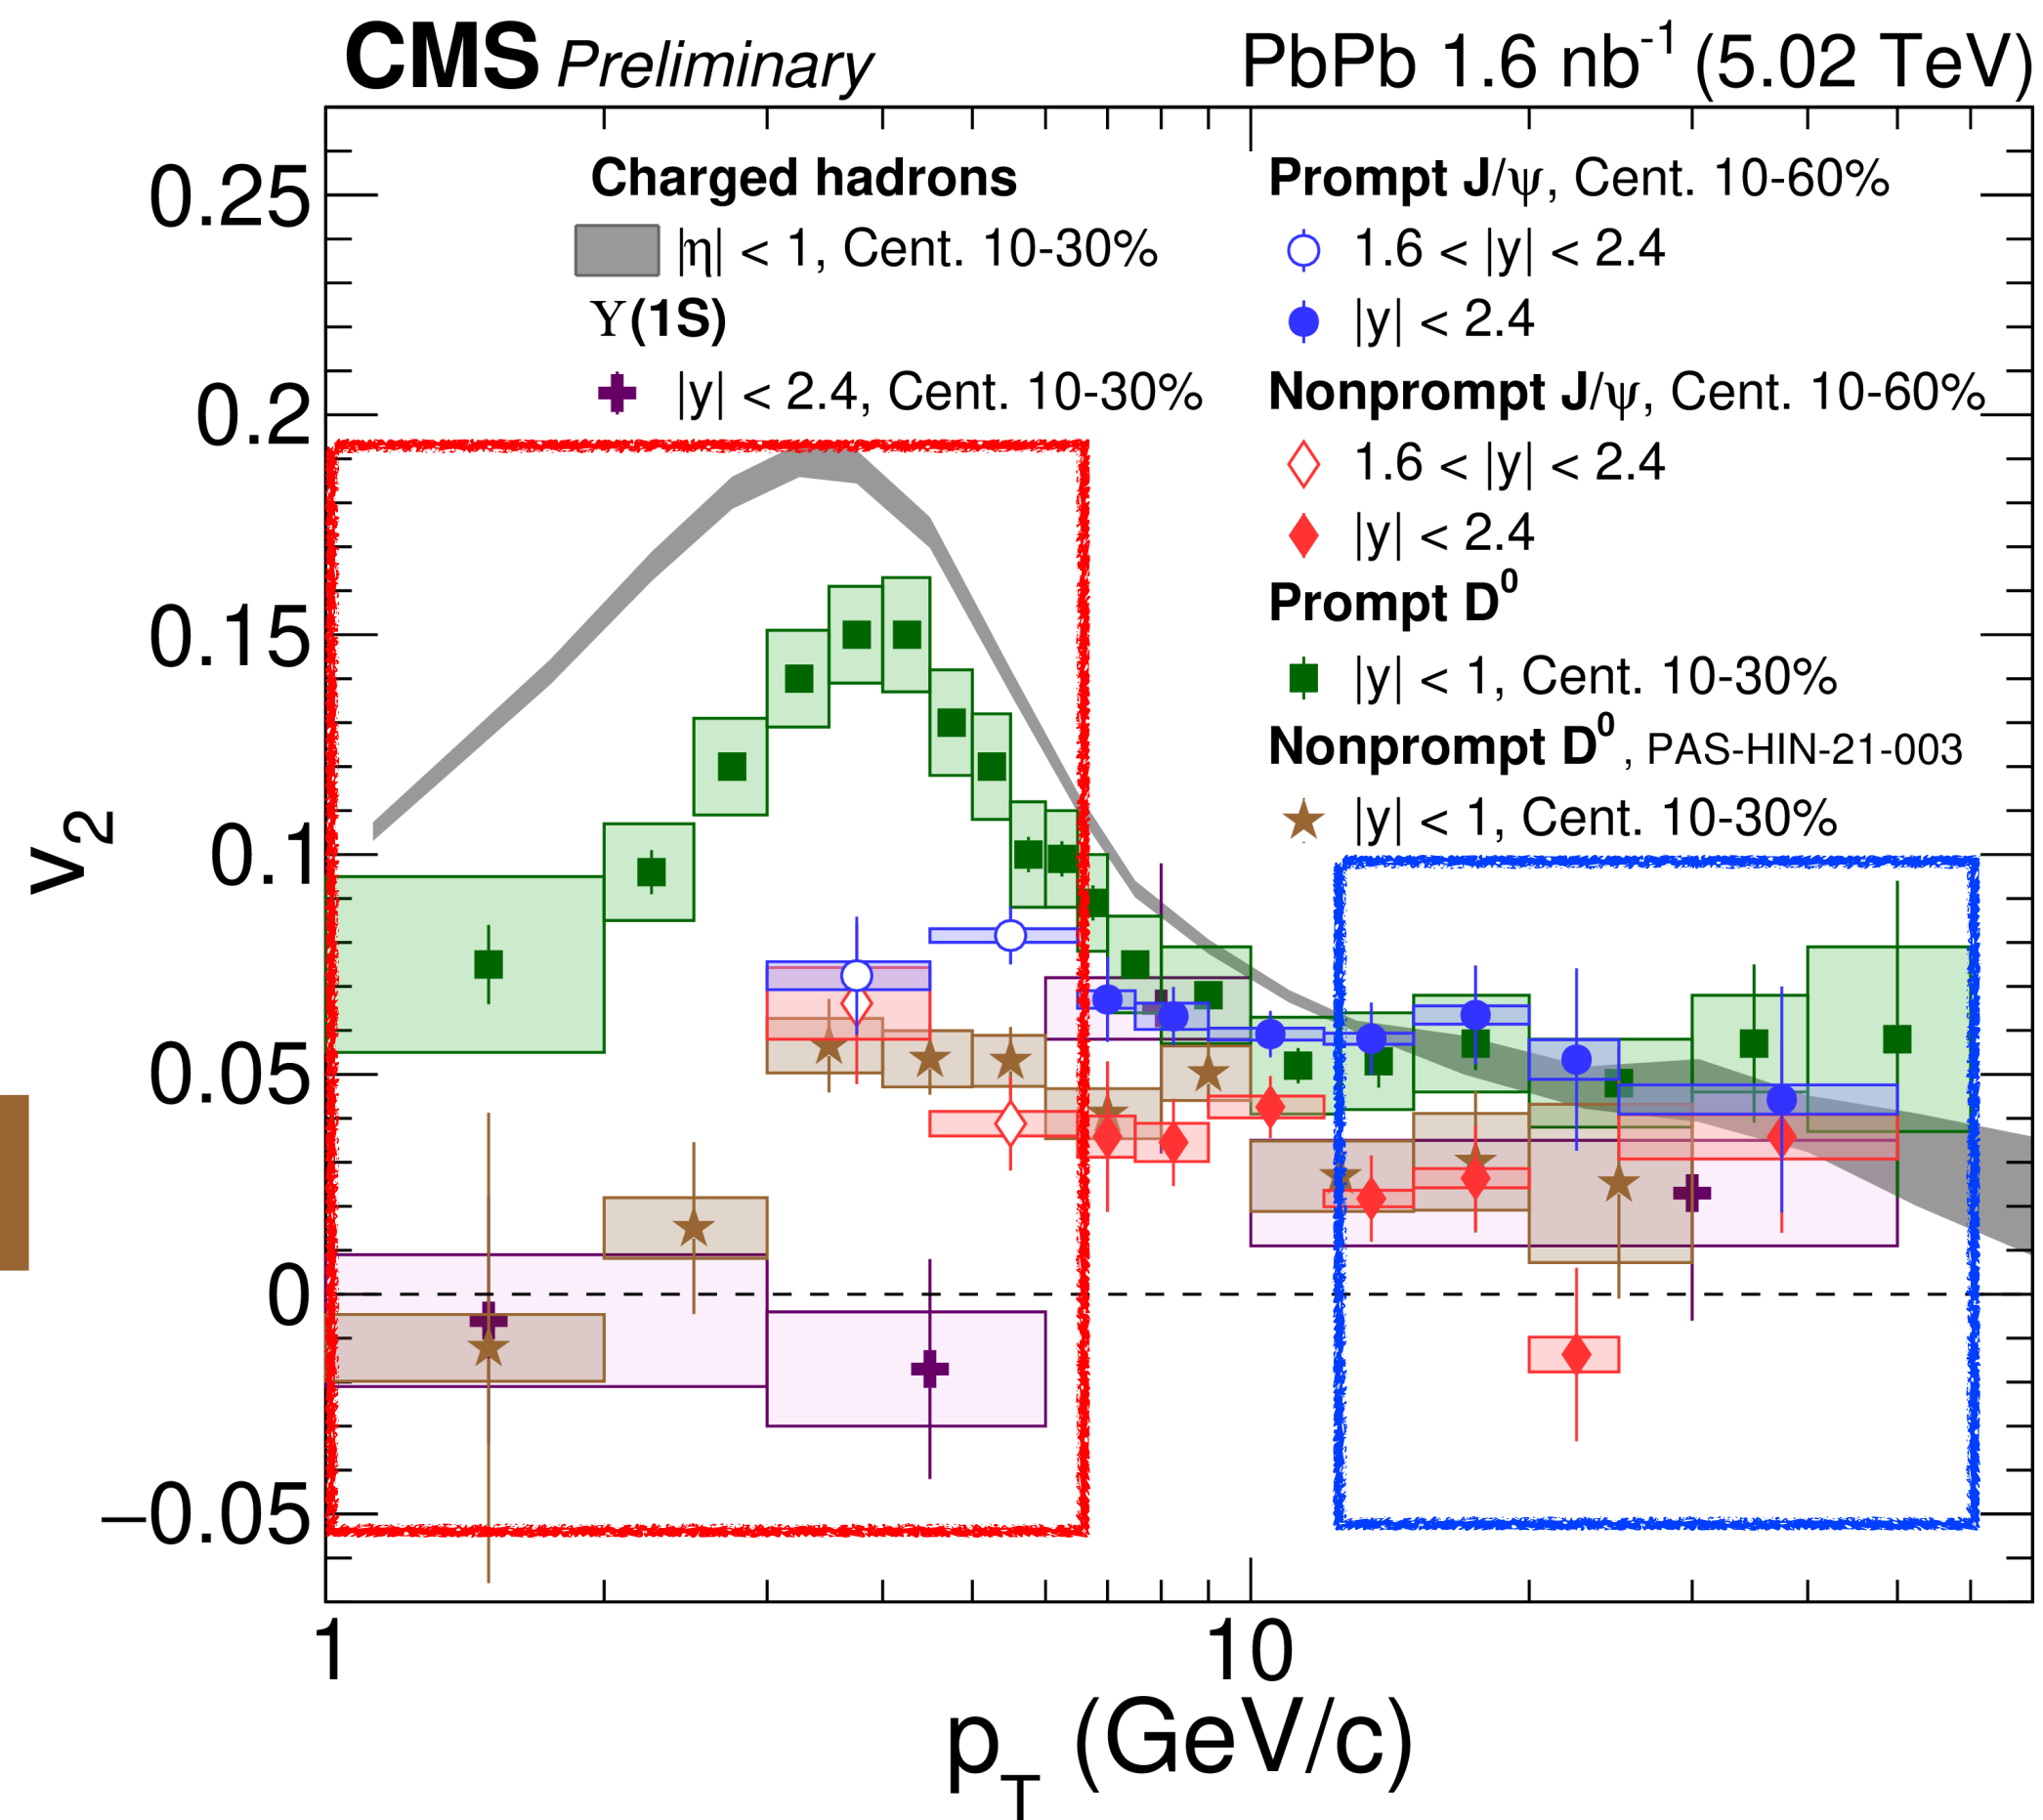 CMS Preliminary PbPb 1.6 nb⁻¹ (5.02 TeV)
Charged hadrons
|η| < 1, Cent. 10-30%
ϒ(1S)
|y| < 2.4, Cent. 10-30%
Prompt J/ψ, Cent. 10-60%
1.6 < |y| < 2.4
|y| < 2.4
Nonprompt J/ψ, Cent. 10-60%
1.6 < |y| < 2.4
|y| < 2.4
Prompt D⁰
|y| < 1, Cent. 10-30%
Nonprompt D⁰ , PAS-HIN-21-003
|y| < 1, Cent. 10-30%
0.25
0.2
0.15
0.1
0.05
0
−0.05
v₂
1 10
p_T (GeV/c)